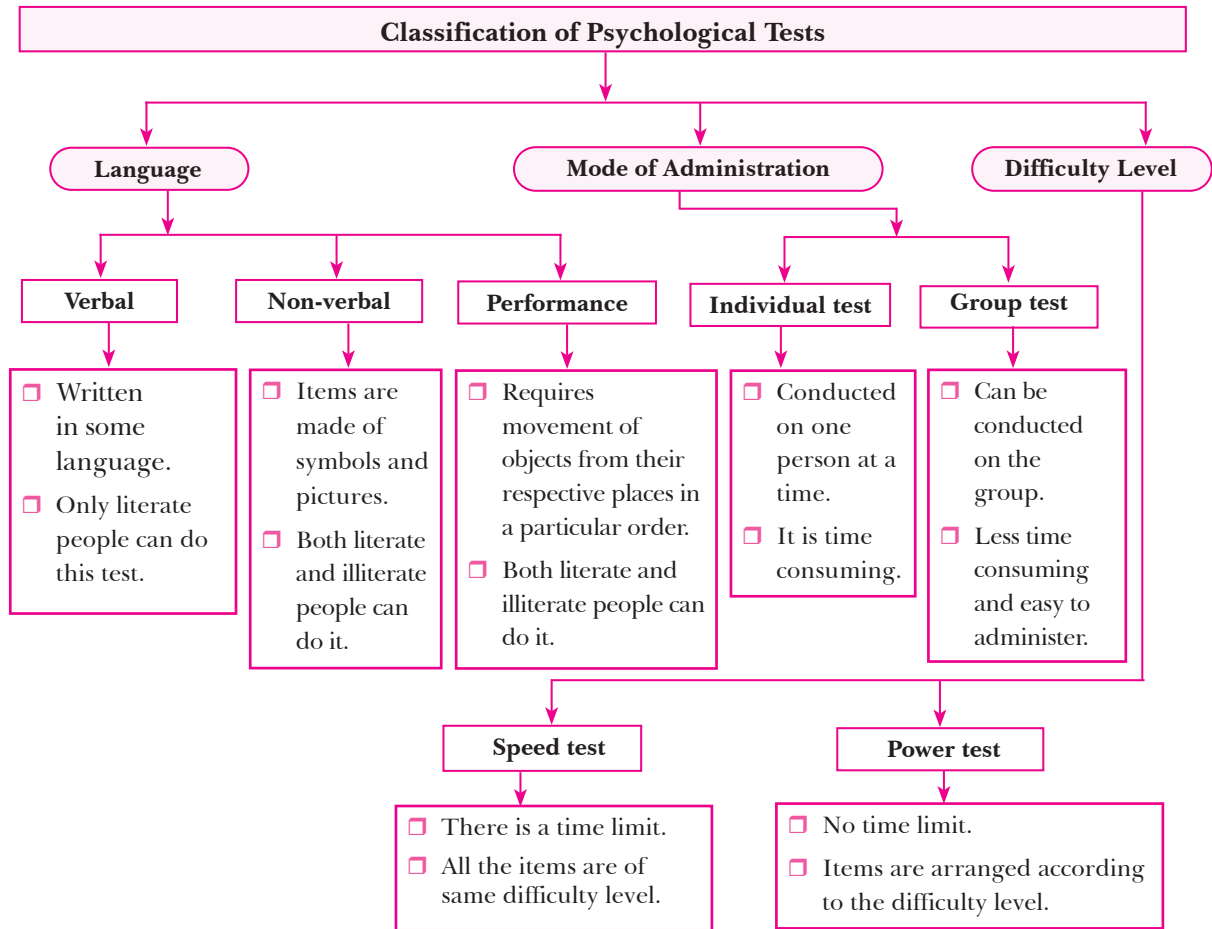 Classification of Psychological Tests
Language
Mode of Administration
Difficulty Level
Verbal
Non-verbal
Performance
Individual test
Group test
Written
in some
language.
Only literate
people can do
this test.
Items are
made of
symbols and
pictures.
Both literate
and illiterate
people can
do it.
Requires
movement of
objects from their
respective places in
a particular order.
Both literate and
illiterate people can
do it.
Conducted
on one
person at a
time.
It is time
consuming.
Can be
conducted
on the
group.
Less time
consuming
and easy to
administer.
Speed test
Power test
There is a time limit.
All the items are of
same difficulty level.
No time limit.
Items are arranged according
to the difficulty level.